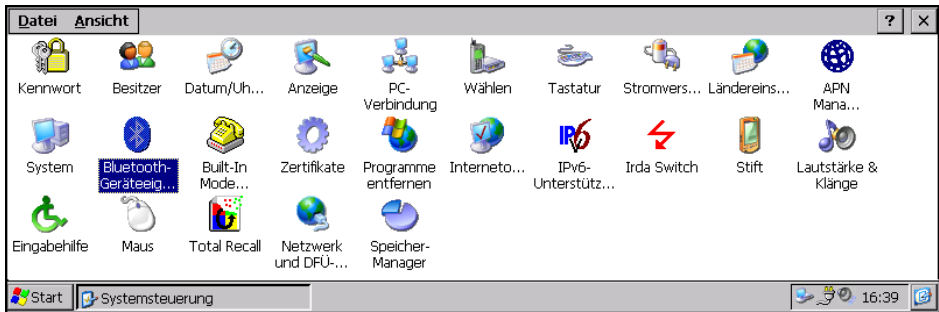 Datei Ansicht ? ×
Kennwort Besitzer Datum/Uh... Anzeige PC- Wählen Tastatur Stromvers... Ländereins... APN
Verbindung Mana...
System Bluetooth- Built-In Zertifikate Programme Interneto... IPv6- Irda Switch Stift Lautstärke &
Geräteeig... Mode... entfernen Unterstütz... Klänge
Eingabehilfe Maus Total Recall Netzwerk Speicher-
und DFÜ-... Manager
Start Systemsteuerung 16:39